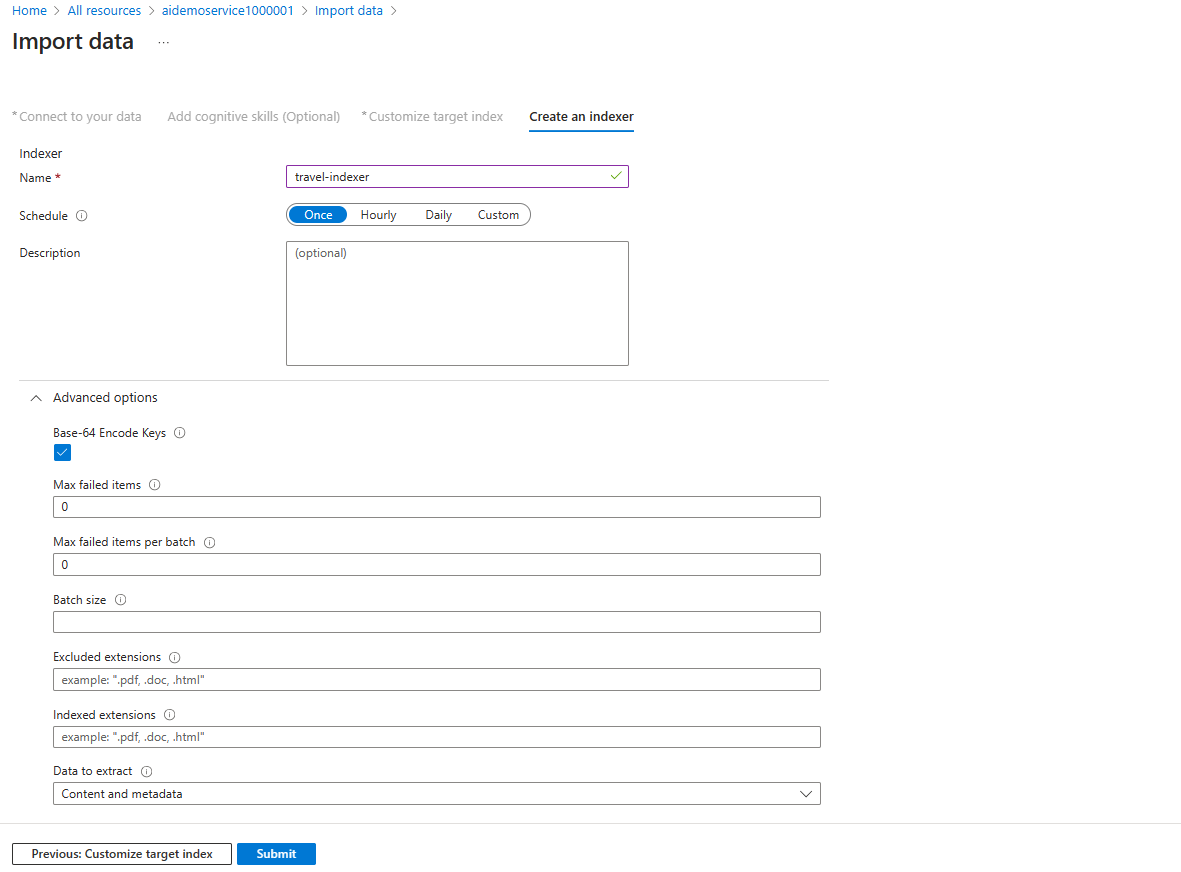 Home > All resources > aidemoservice1000001 > Import data >
Import data ...
* Connect to your data Add cognitive skills (Optional) * Customize target index Create an indexer
Indexer
Name * travel-indexer
Schedule Once Hourly Daily Custom
Description (optional)
Advanced options
Base-64 Encode Keys
Max failed items
0
Max failed items per batch
0
Batch size
Excluded extensions
example: ".pdf, .doc, .html"
Indexed extensions
example: ".pdf, .doc, .html"
Data to extract
Content and metadata
Previous: Customize target index Submit